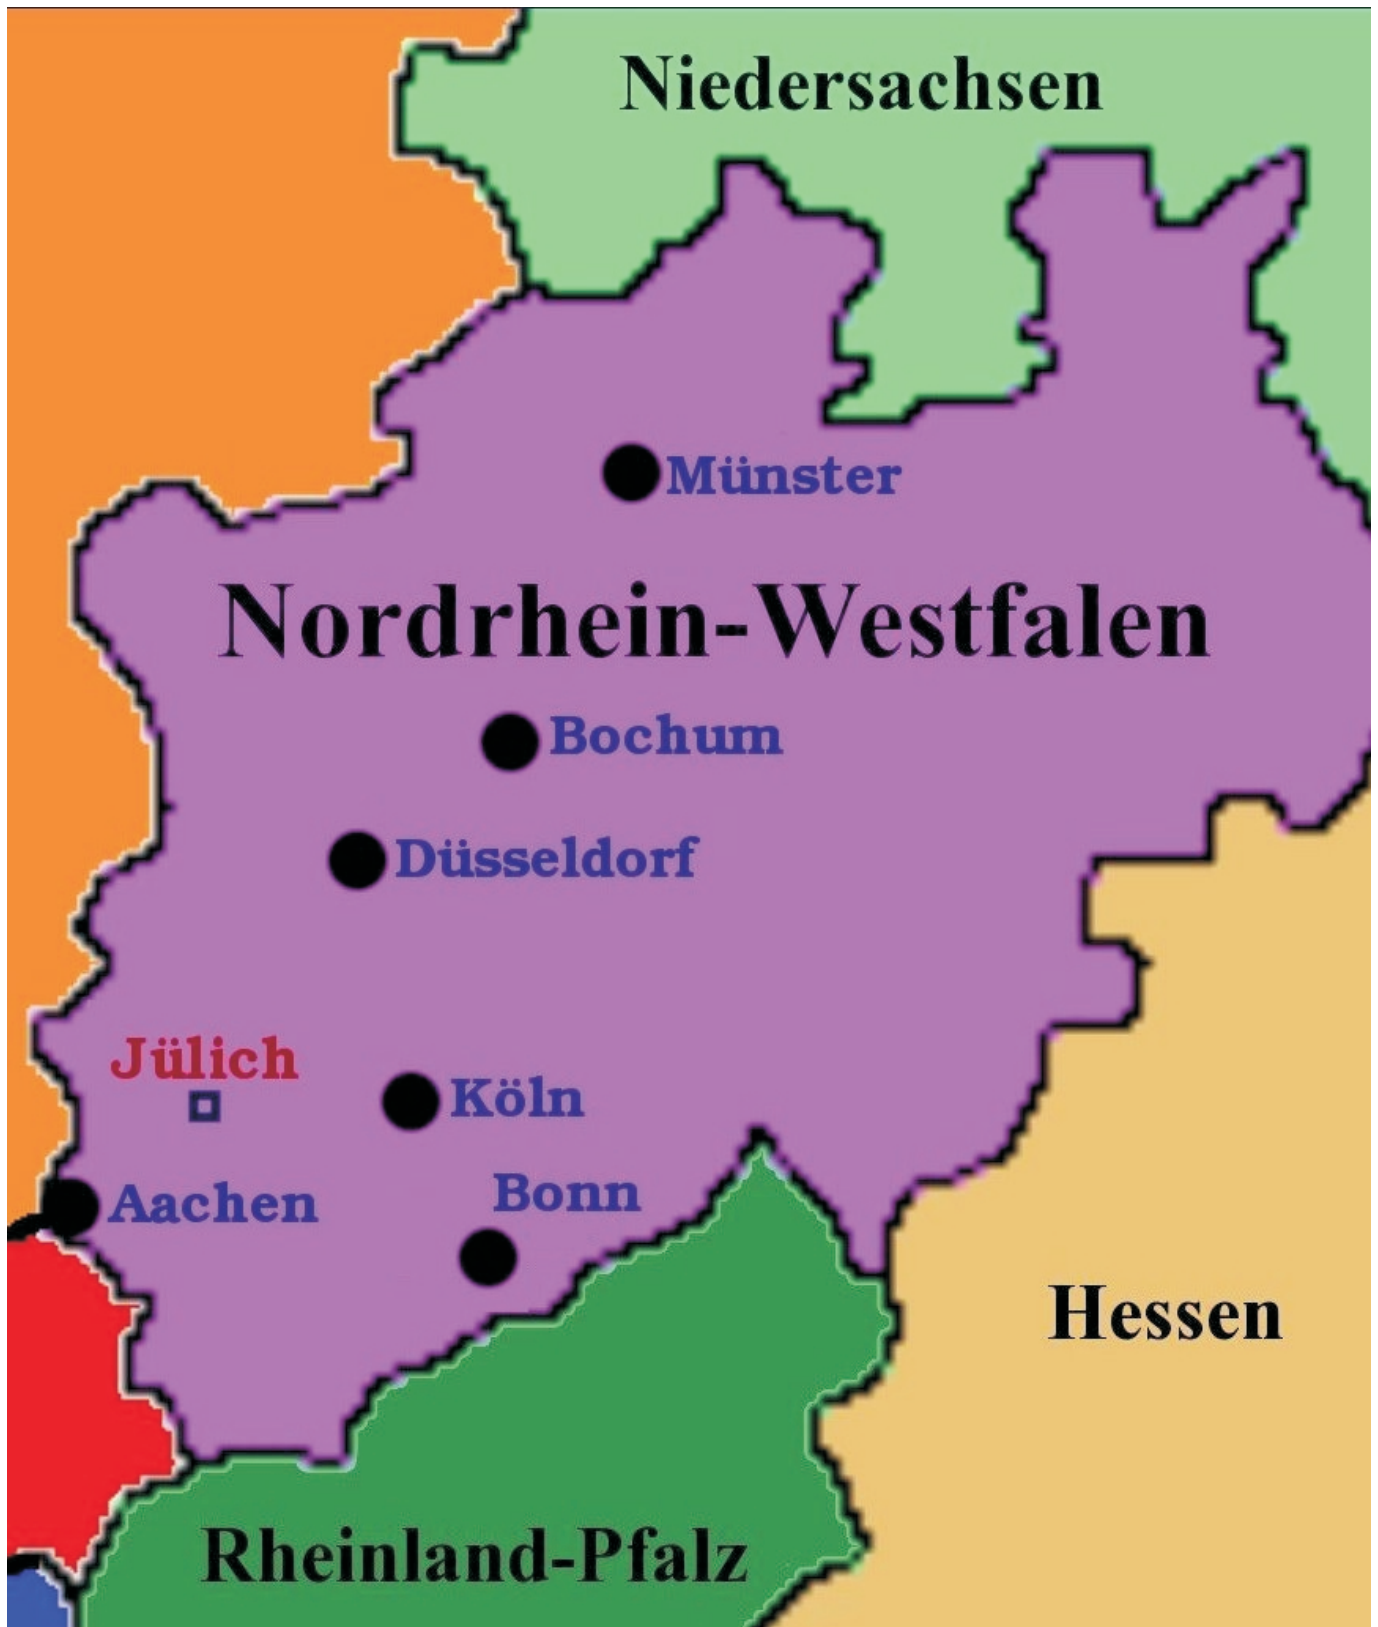 Niedersachsen
Münster
Nordrhein-Westfalen
Bochum
Düsseldorf
Jülich
Köln
Bonn
Aachen
Hessen
Rheinland-Pfalz